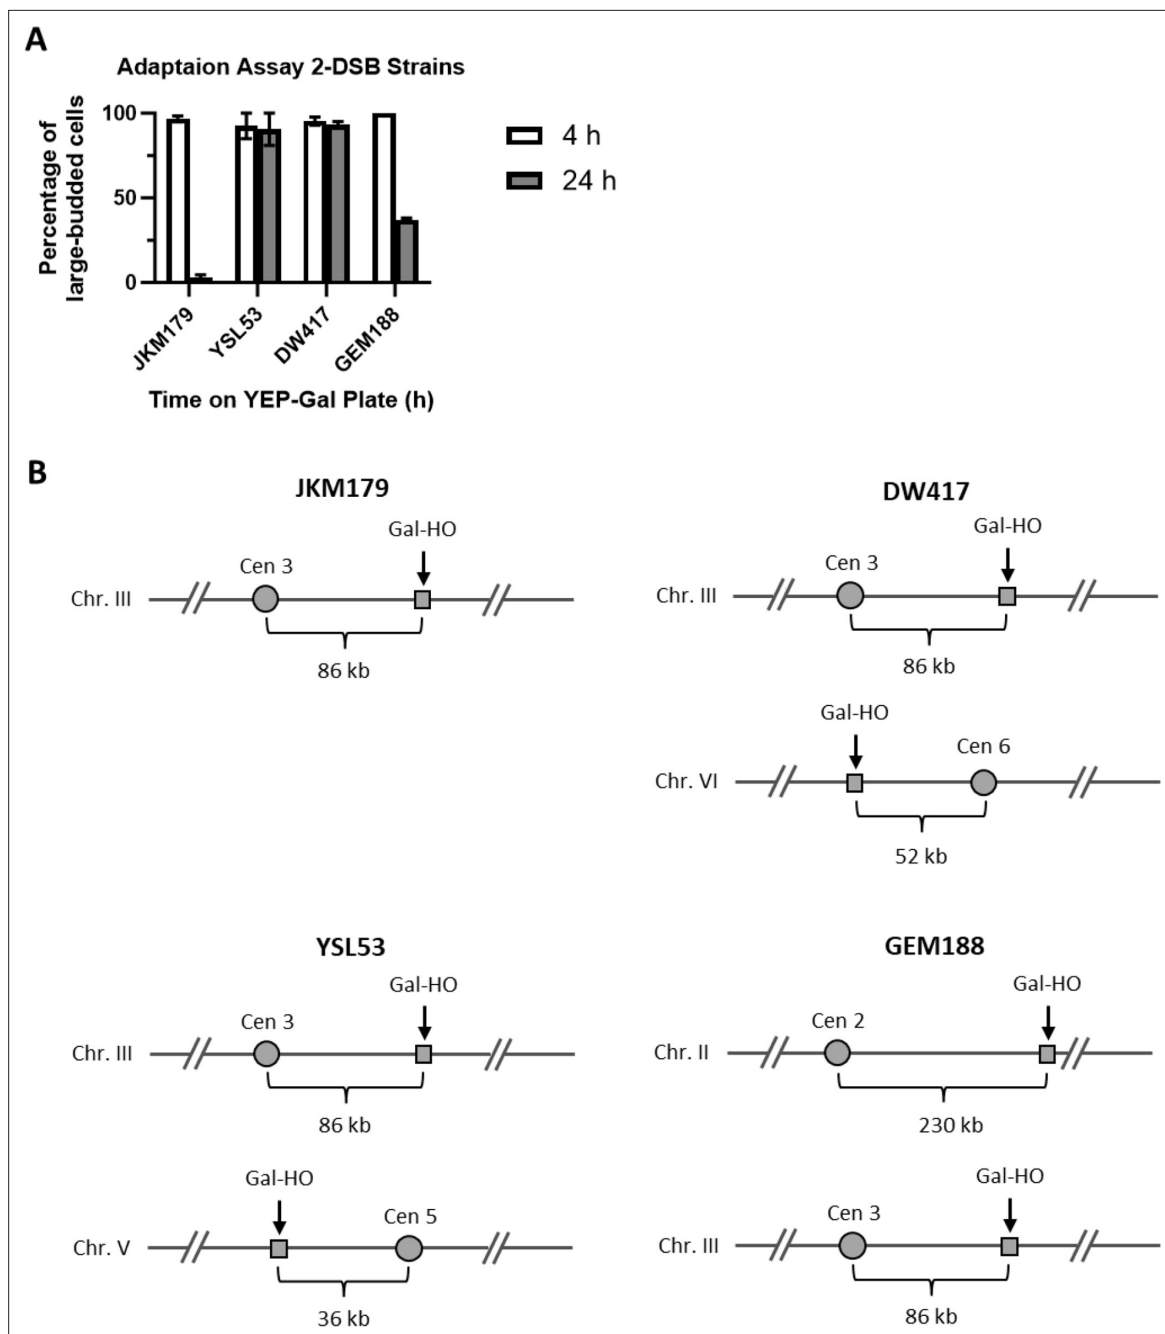 A
Adaptaion Assay 2-DSB Strains
Percentage of
large-budded cells
100
50
0
4 h
24 h
JKM179
YSL53
DW417
GEM188
Time on YEP-Gal Plate (h)
B
JKM179
Gal-HO
Cen 3
Chr. III
86 kb
DW417
Gal-HO
Cen 3
Chr. III
86 kb
Gal-HO
Cen 6
Chr. VI
52 kb
YSL53
Gal-HO
Cen 3
Chr. III
86 kb
Gal-HO
Cen 5
Chr. V
36 kb
GEM188
Gal-HO
Cen 2
Chr. II
230 kb
Gal-HO
Cen 3
Chr. III
86 kb